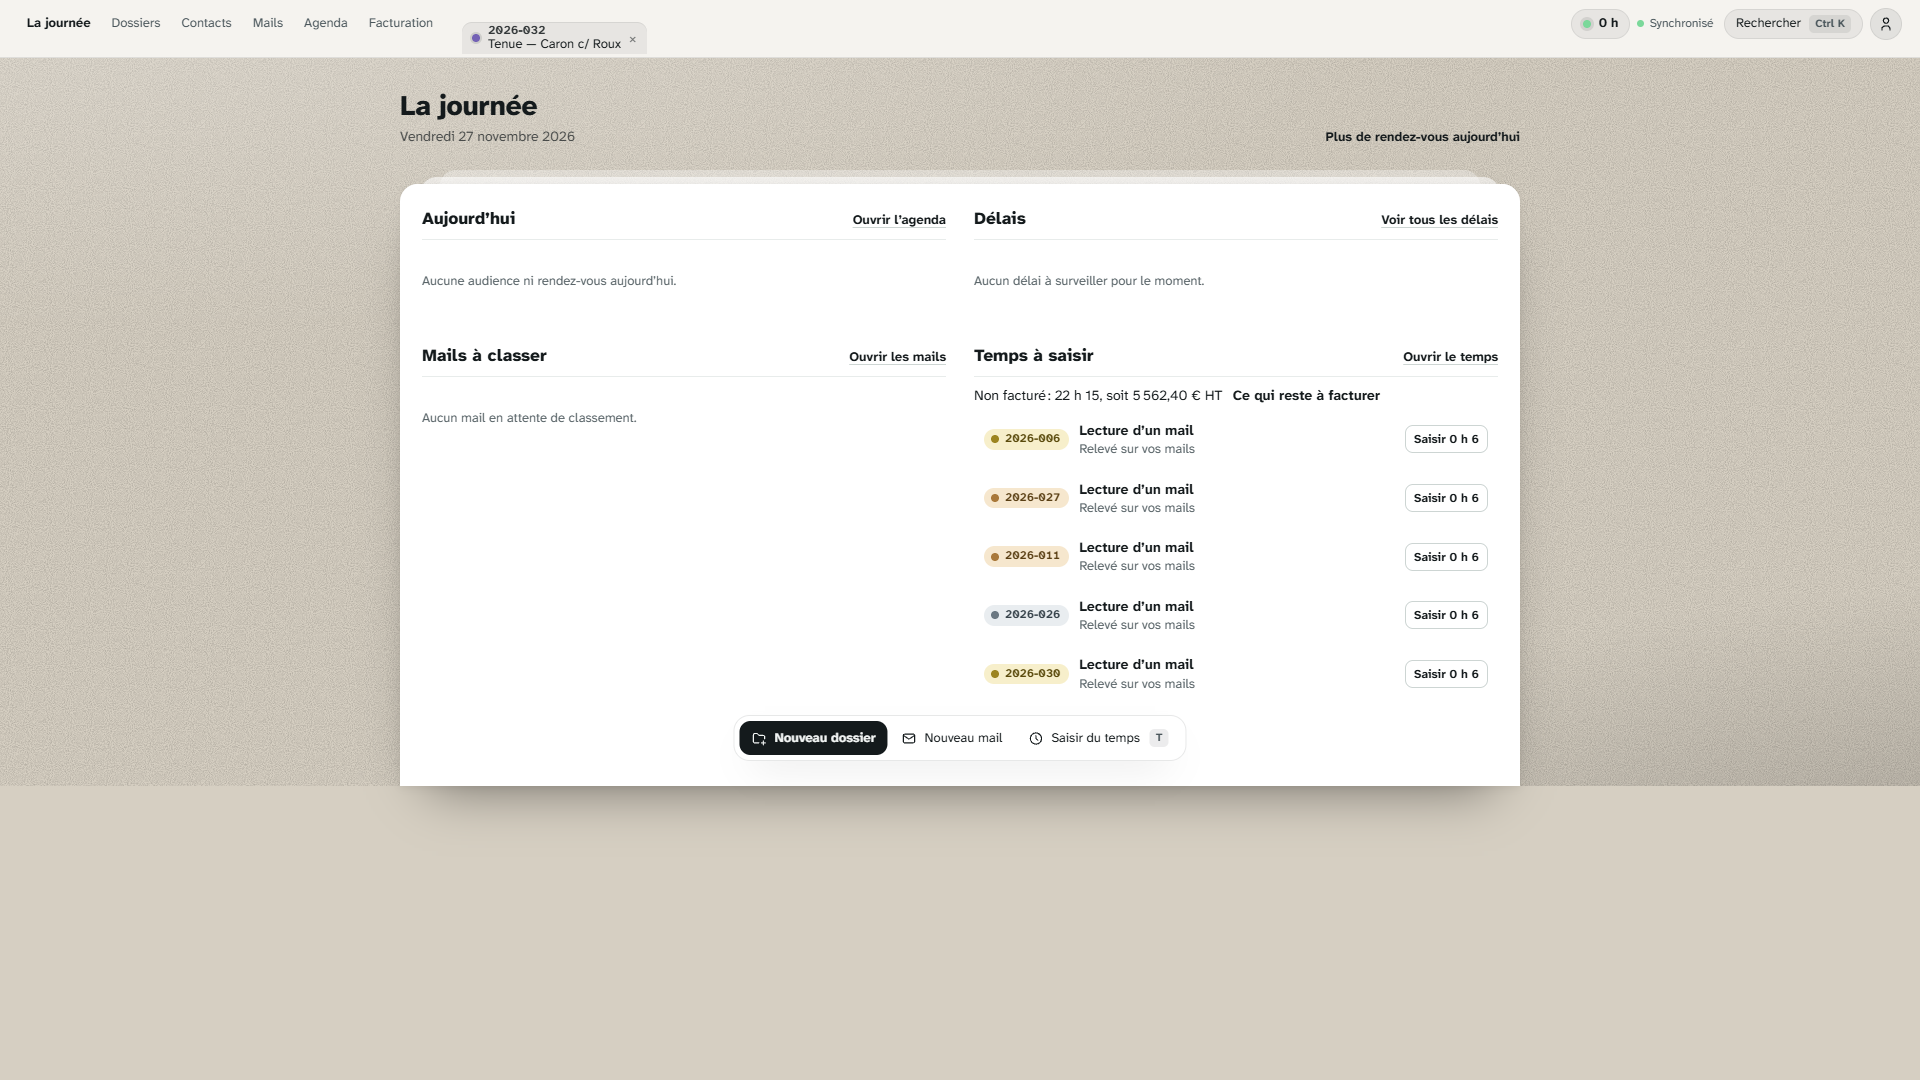 La journée
Dossiers
Contacts
Mails
Agenda
Facturation
2026-032
Tenue — Caron c/ Roux ×
0 h
Synchronisé
Rechercher Ctrl K
La journée
Vendredi 27 novembre 2026
Plus de rendez-vous aujourd’hui
Aujourd’hui
Ouvrir l’agenda
Aucune audience ni rendez-vous aujourd’hui.
Délais
Voir tous les délais
Aucun délai à surveiller pour le moment.
Mails à classer
Ouvrir les mails
Aucun mail en attente de classement.
Temps à saisir
Ouvrir le temps
Non facturé : 22 h 15, soit 5 562,40 € HT Ce qui reste à facturer
2026-006
Lecture d’un mail
Relevé sur vos mails
Saisir 0 h 6
2026-027
Lecture d’un mail
Relevé sur vos mails
Saisir 0 h 6
2026-011
Lecture d’un mail
Relevé sur vos mails
Saisir 0 h 6
2026-026
Lecture d’un mail
Relevé sur vos mails
Saisir 0 h 6
2026-030
Lecture d’un mail
Relevé sur vos mails
Saisir 0 h 6
Nouveau dossier
Nouveau mail
Saisir du temps T